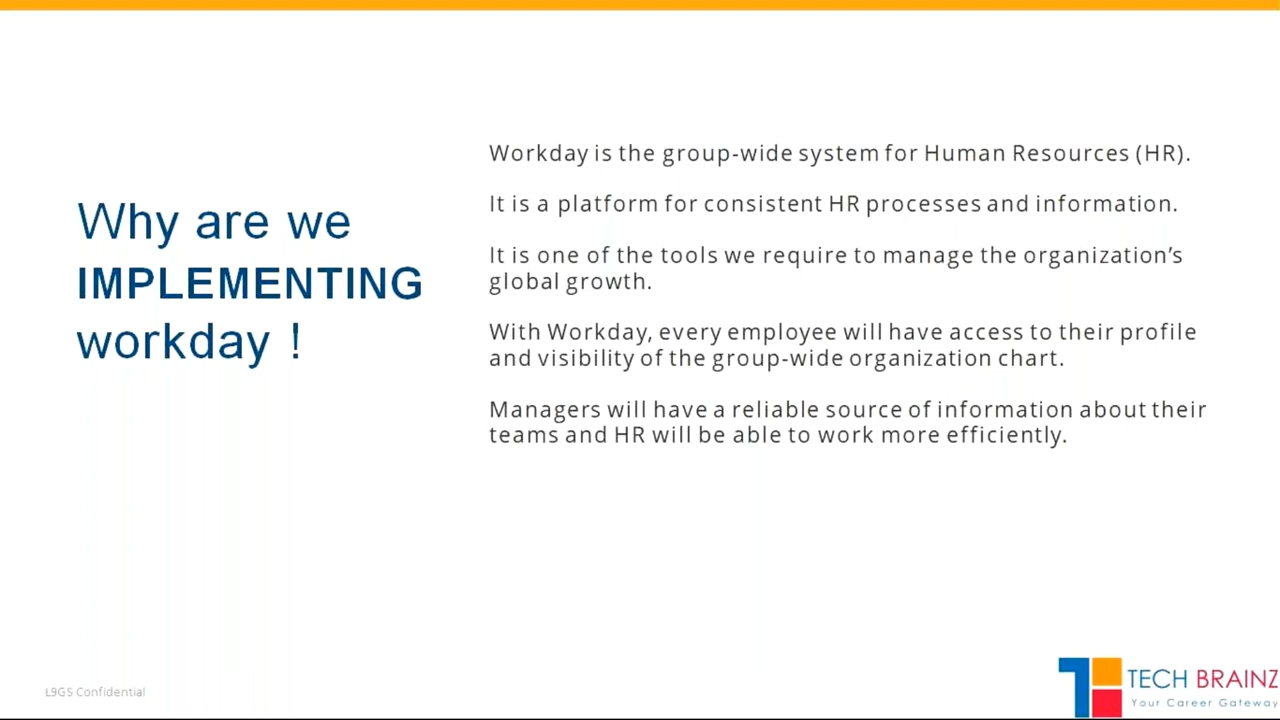 Why are we
IMPLEMENTING
workday !
Workday is the group-wide system for Human Resources (HR).
It is a platform for consistent HR processes and information.
It is one of the tools we require to manage the organization’s
global growth.
With Workday, every employee will have access to their profile
and visibility of the group-wide organization chart.
Managers will have a reliable source of information about their
teams and HR will be able to work more efficiently.
L9GS Confidential
TECH BRAINZ
Your Career Gateway